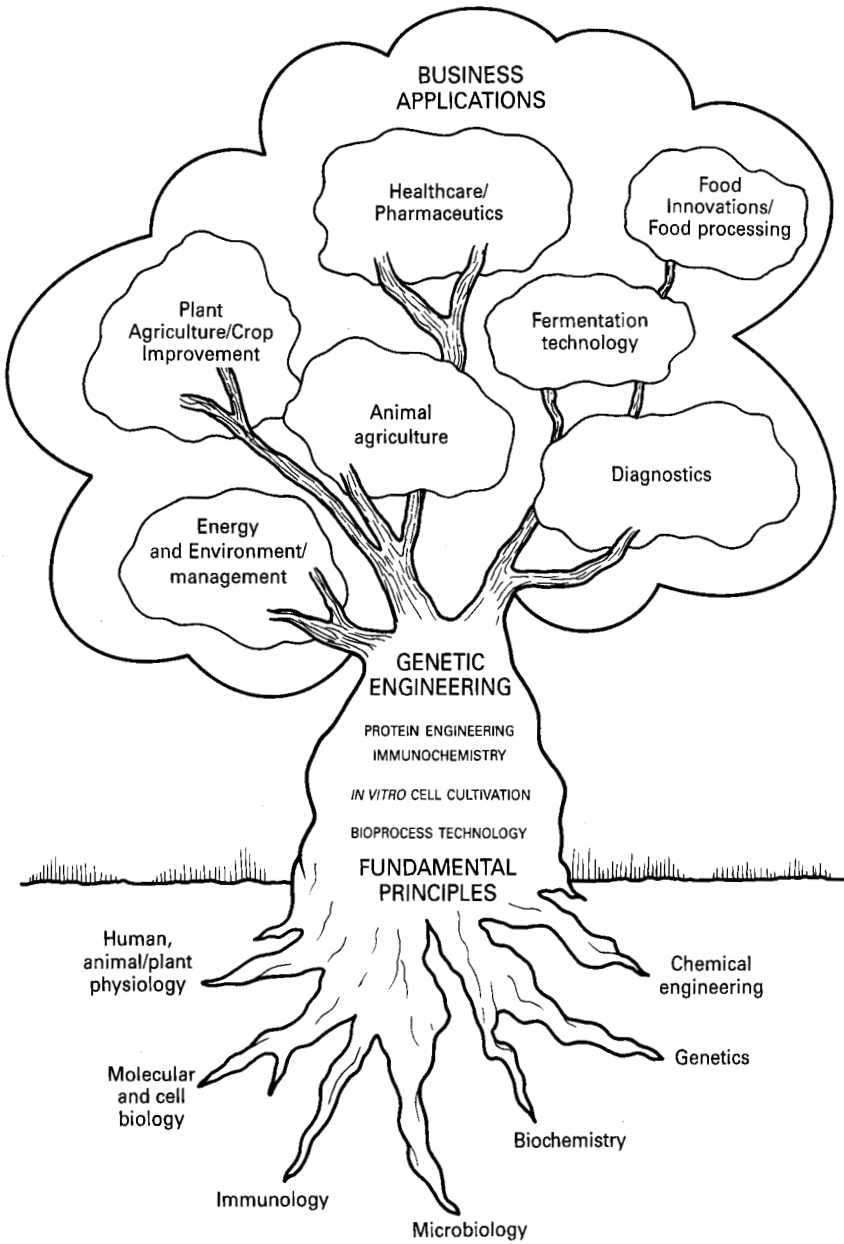 BUSINESS
APPLICATIONS
Healthcare/
Pharmaceutics
Food
Innovations/
Food processing
Plant
Agriculture/Crop
Improvement
Fermentation
technology
Animal
agriculture
Diagnostics
Energy
and Environment/
management
GENETIC
ENGINEERING
PROTEIN ENGINEERING
IMMUNOCHEMISTRY
IN VITRO CELL CULTIVATION
BIOPROCESS TECHNOLOGY
FUNDAMENTAL
PRINCIPLES
Human,
animal/plant
physiology
Chemical
engineering
Molecular
and cell
biology
Genetics
Biochemistry
Immunology
Microbiology